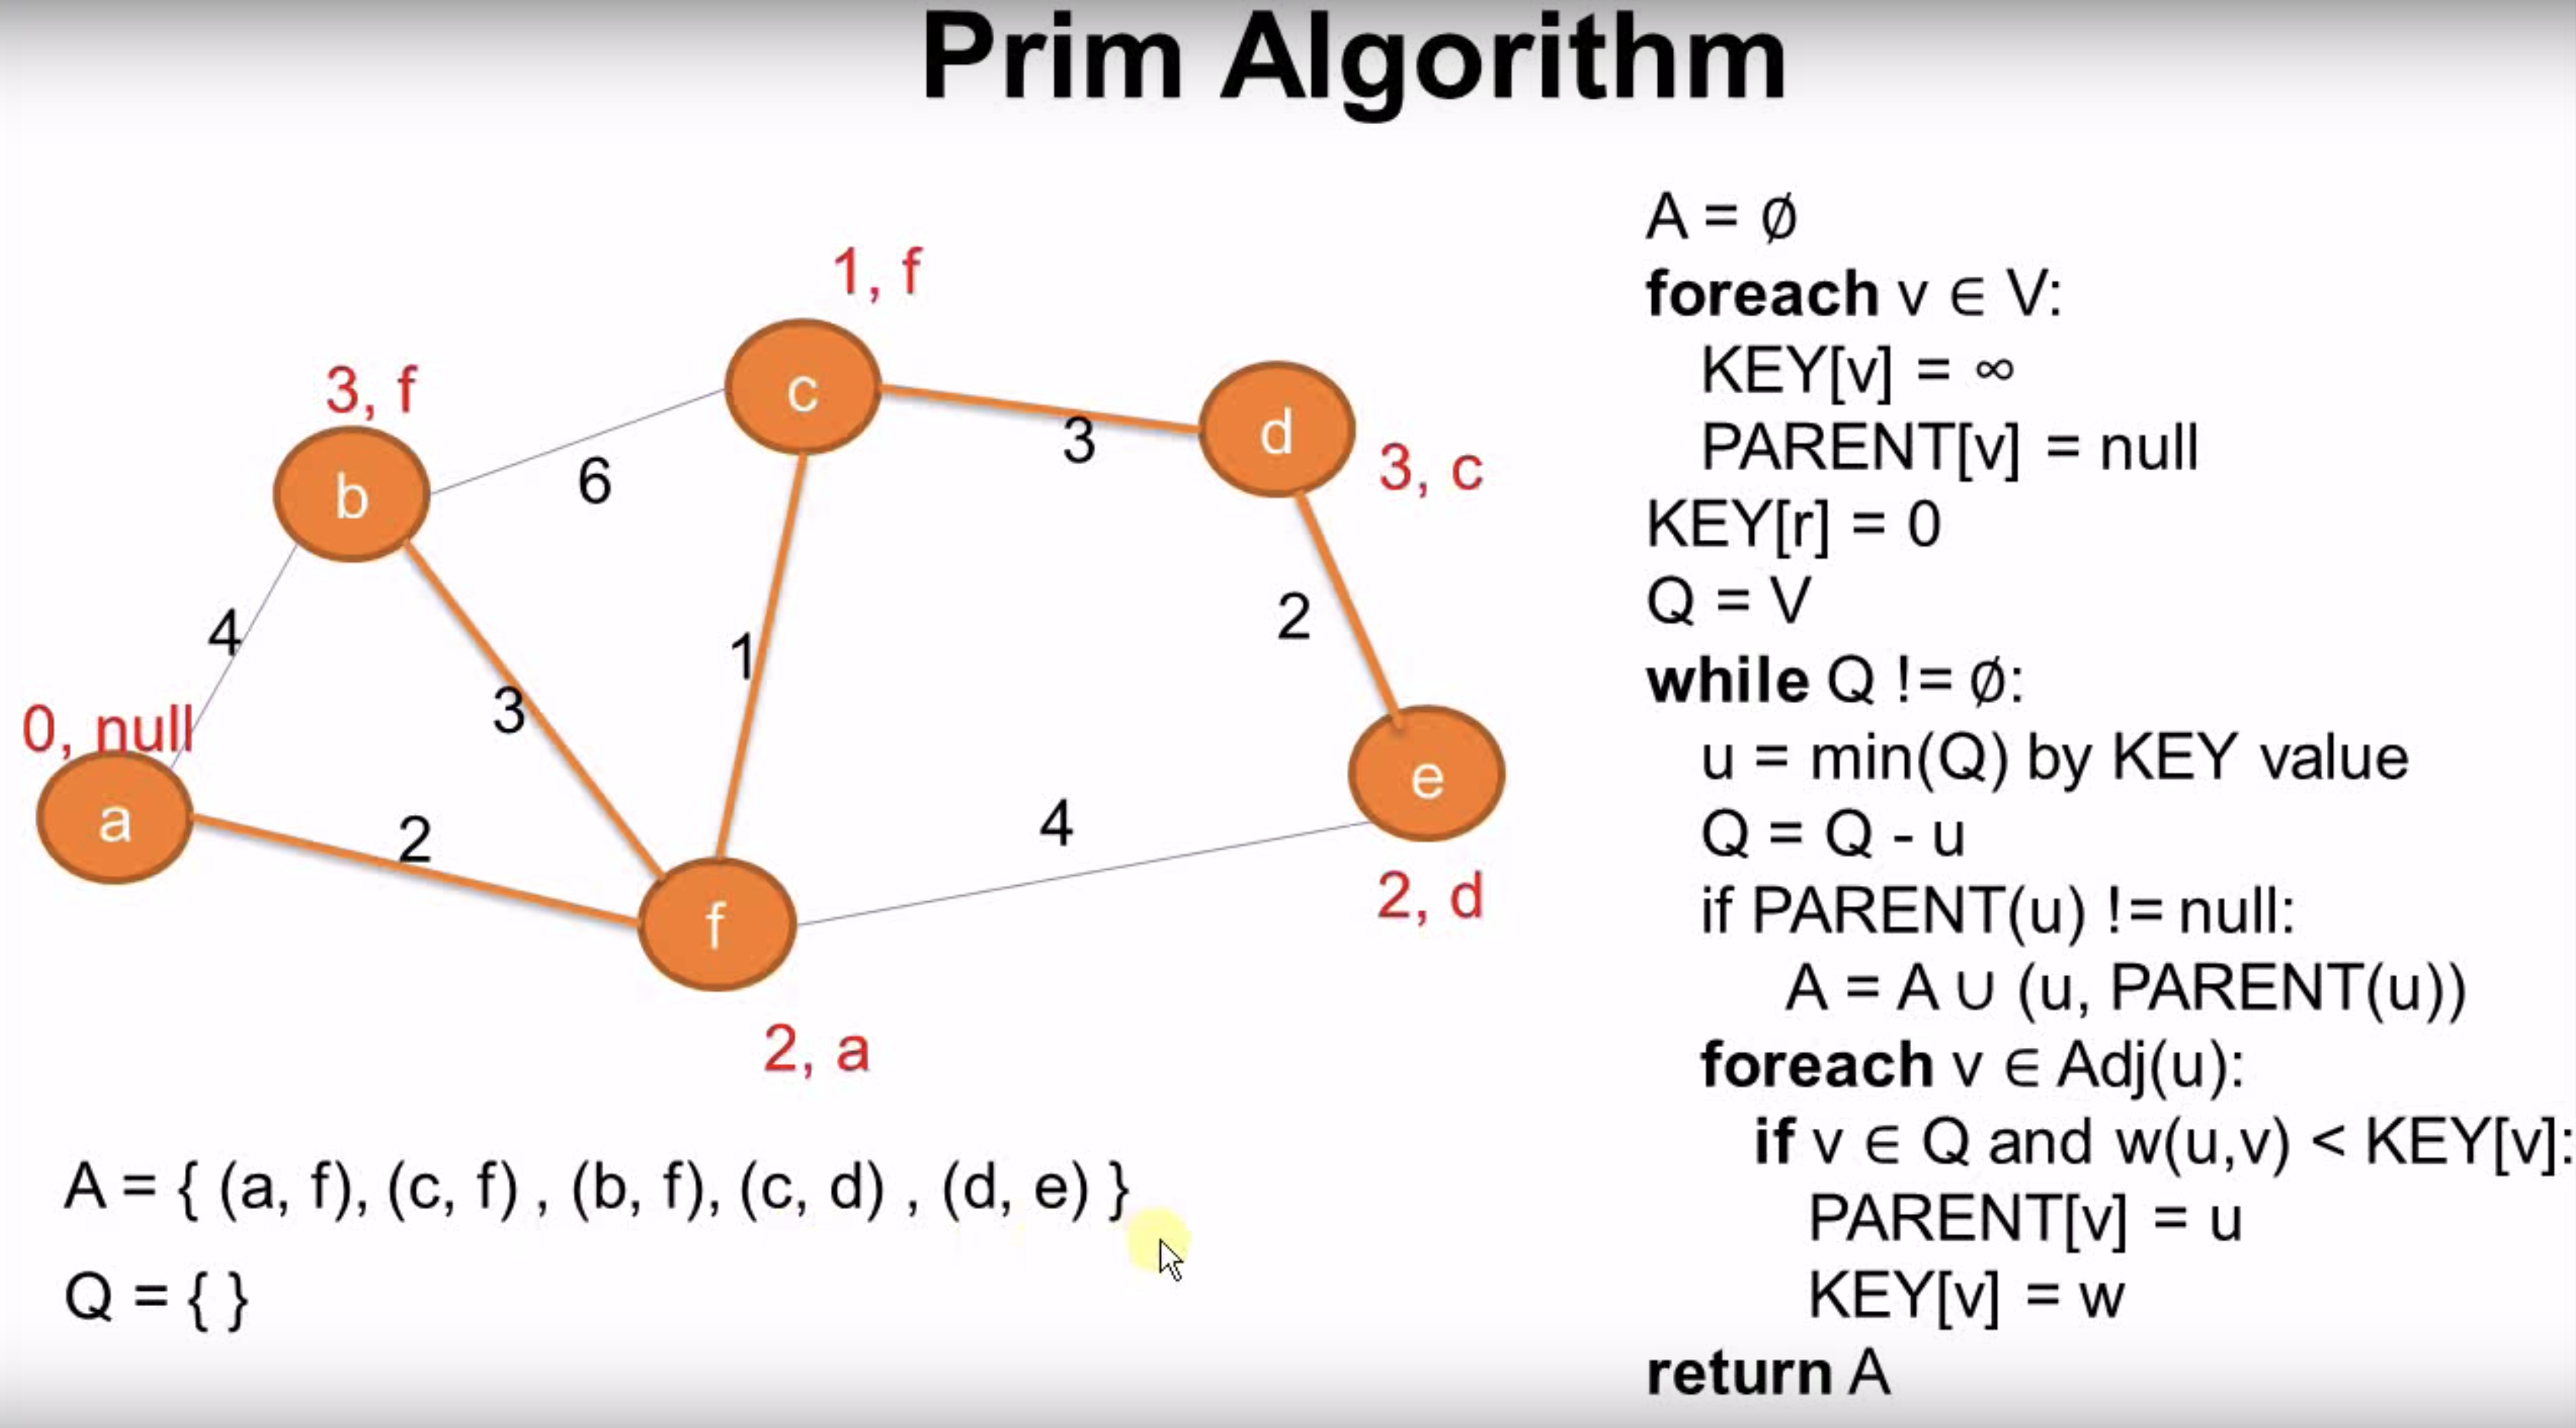 Prim Algorithm
1, f
3, f
c
d
3
3, c
b
6
4
1
2
3
0, null
a
2
4
e
f
2, d
2, a
A = { (a, f), (c, f) , (b, f), (c, d) , (d, e) }
Q = { }
A = ∅
foreach v ∈ V:
KEY[v] = ∞
PARENT[v] = null
KEY[r] = 0
Q = V
while Q != ∅:
u = min(Q) by KEY value
Q = Q - u
if PARENT(u) != null:
A = A ∪ (u, PARENT(u))
foreach v ∈ Adj(u):
if v ∈ Q and w(u,v) < KEY[v]:
PARENT[v] = u
KEY[v] = w
return A